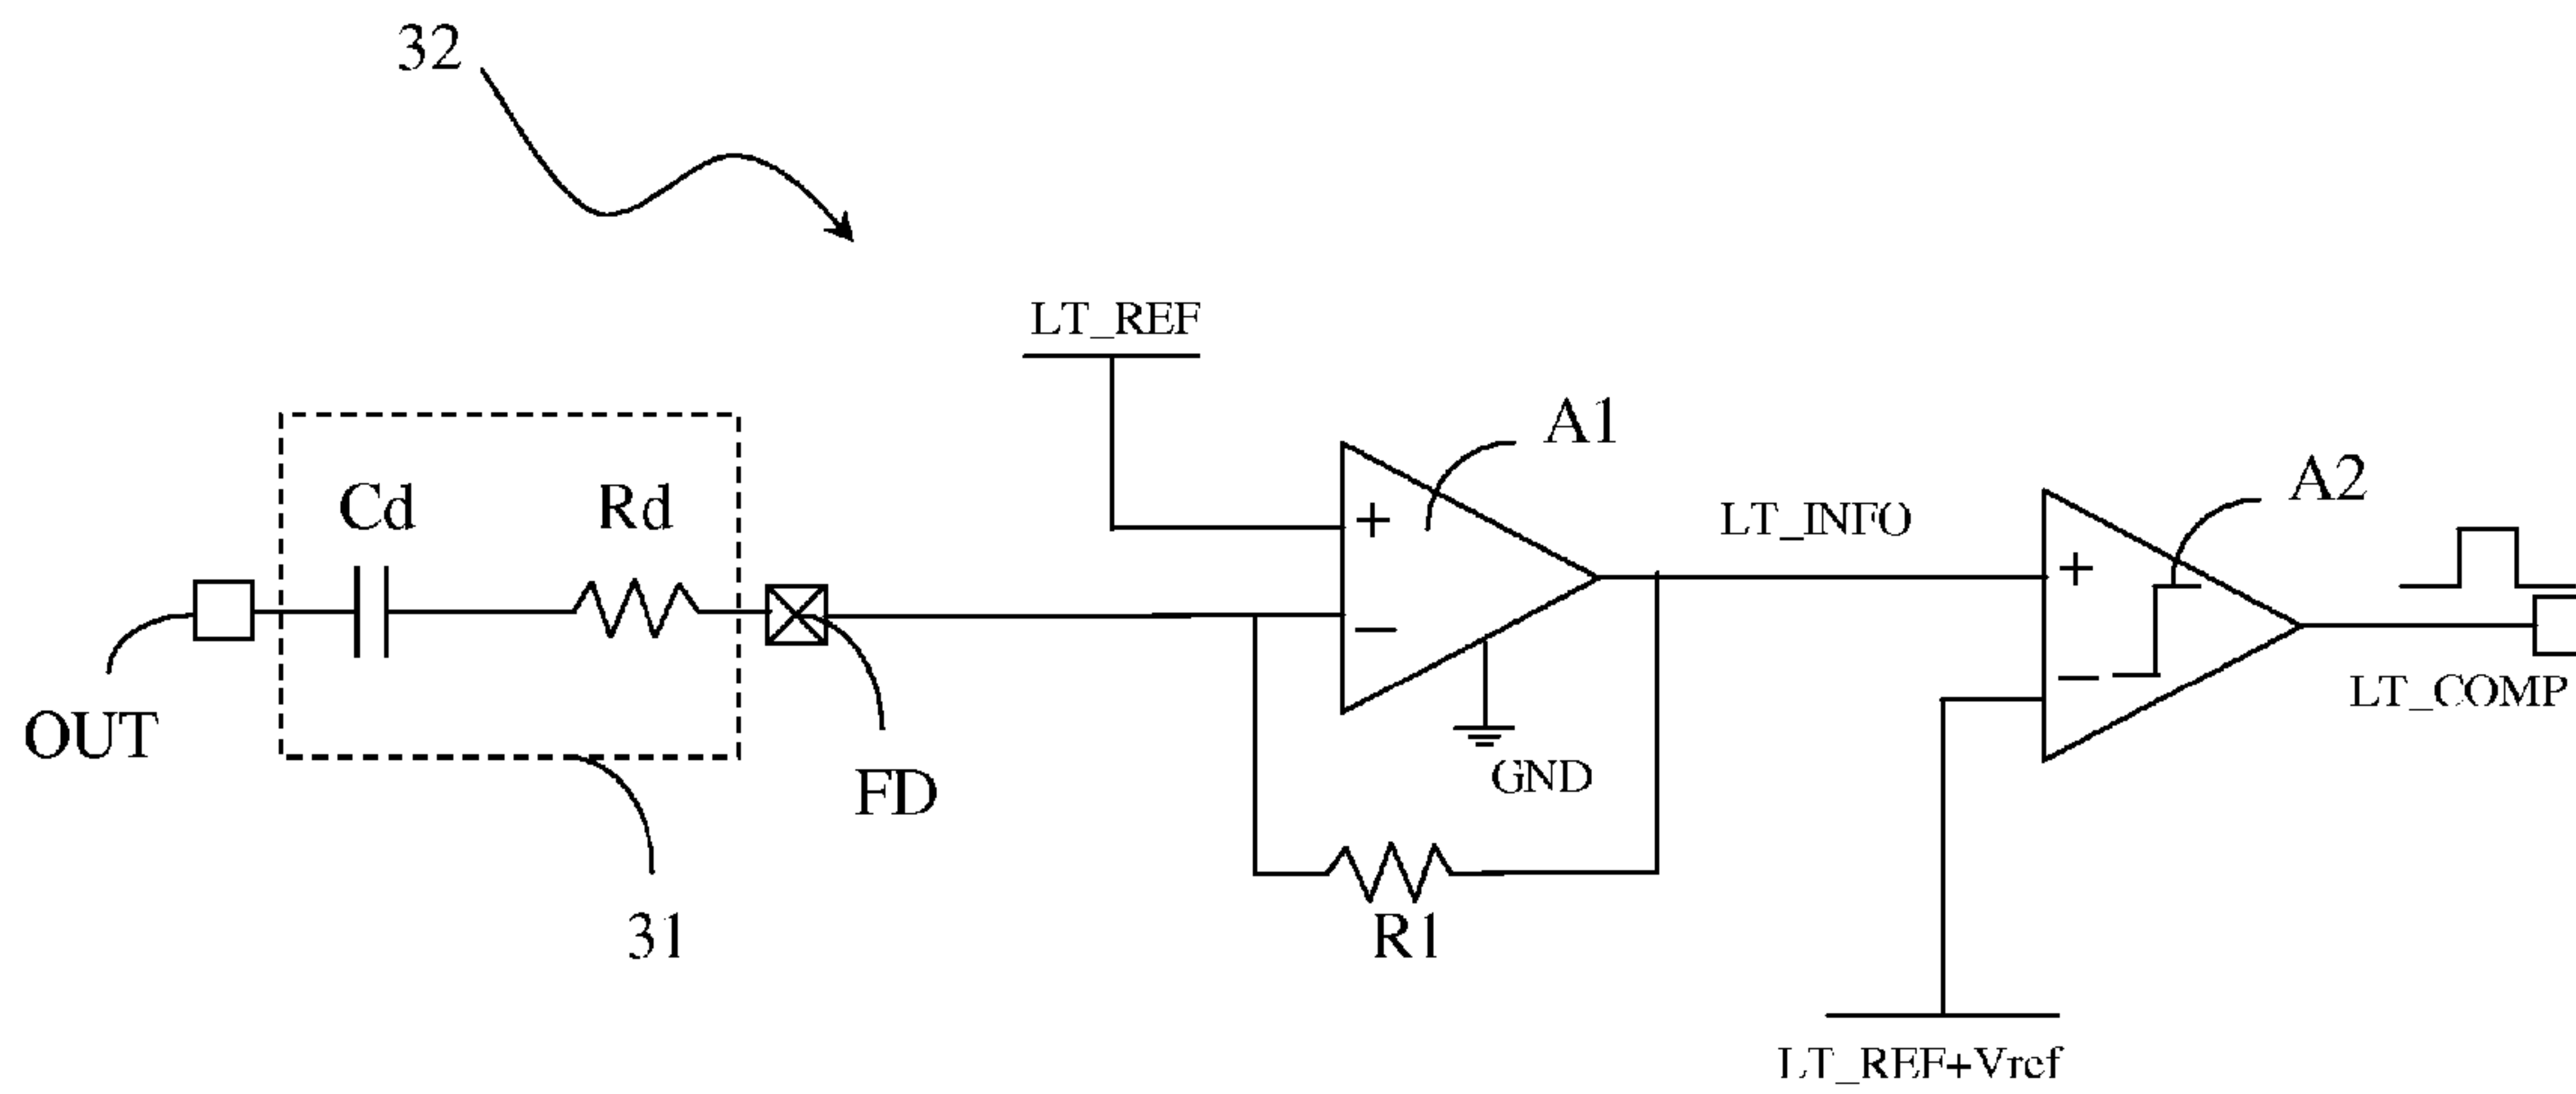 32
LT_REF
A1
A2
Cd
Rd
LT_INFO
+
+
−
−
LT_COMP
OUT
FD
GND
31
R1
LT_REF+Vref